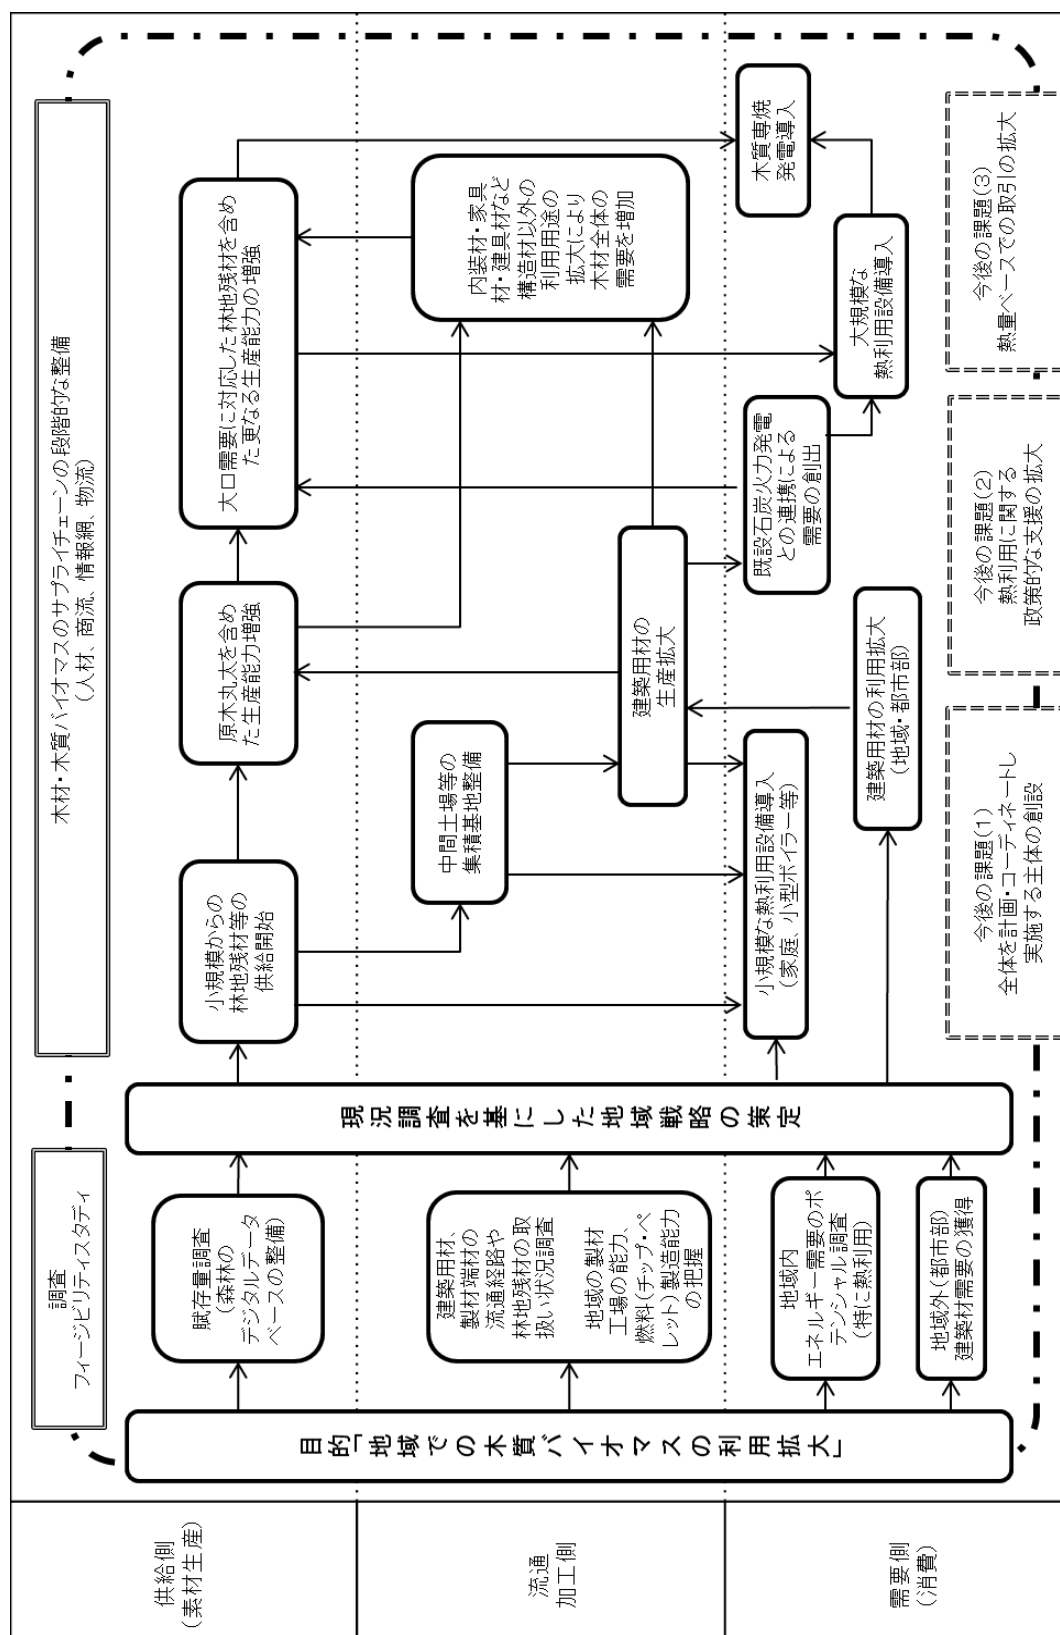 供給側
(素材生産)
流通
加工側
需要側
(消費)
調査
フィージビリティスタディ
木材・木質バイオマスのサプライチェーンの段階的な整備
(人材、商流、情報網、物流)
目的「地域での木質バイオマスの利用拡大」
賦存量調査
(森林の
デジタルデータ
ベースの整備)
建築用材、
製材端材の
流通経路や
林地残材の取
扱い状況調査
地域の製材
工場の能力、
燃料(チップ・ペ
レット)製造能力
の把握
地域内
エネルギー需要のポ
テンシャル調査
(特に熱利用)
地域外(都市部)
建築材需要の獲得
現況調査を基にした地域戦略の策定
小規模からの
林地残材等の
供給開始
原木丸太を含め
た生産能力増強
大口需要に対応した林地残材を含め
た更なる生産能力の増強
中間土場等の
集積基地整備
建築用材の
生産拡大
内装材・家具
材・建具材など
構造材以外の
利用用途の
拡大により
木材全体の
需要を増加
小規模な熱利用設備導入
(家庭、小型ボイラー等)
建築用材の利用拡大
(地域・都市部)
既設石炭火力発電
との連携による
需要の創出
大規模な
熱利用設備導入
木質専焼
発電導入
今後の課題(1)
全体を計画・コーディネートし
実施する主体の創設
今後の課題(2)
熱利用に関する
政策的な支援の拡大
今後の課題(3)
熱量ベースでの取引の拡大